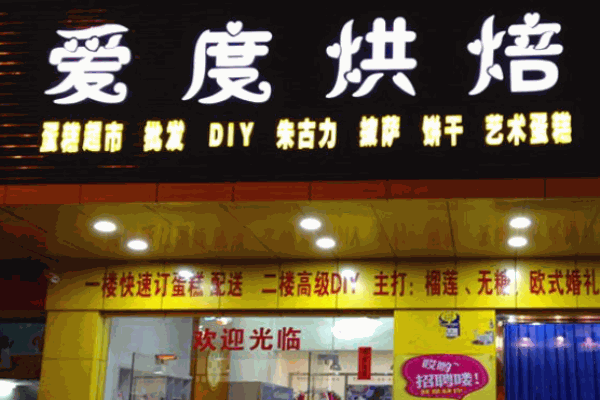 爱度烘焙
蛋糕超市 批发 DIY 朱古力 披萨 饼干 艺术蛋糕
一楼快速订蛋糕 配送 二楼高级DIY 主打：榴莲、无糖、欧式婚礼
欢迎光临
哎哟
招聘喽！